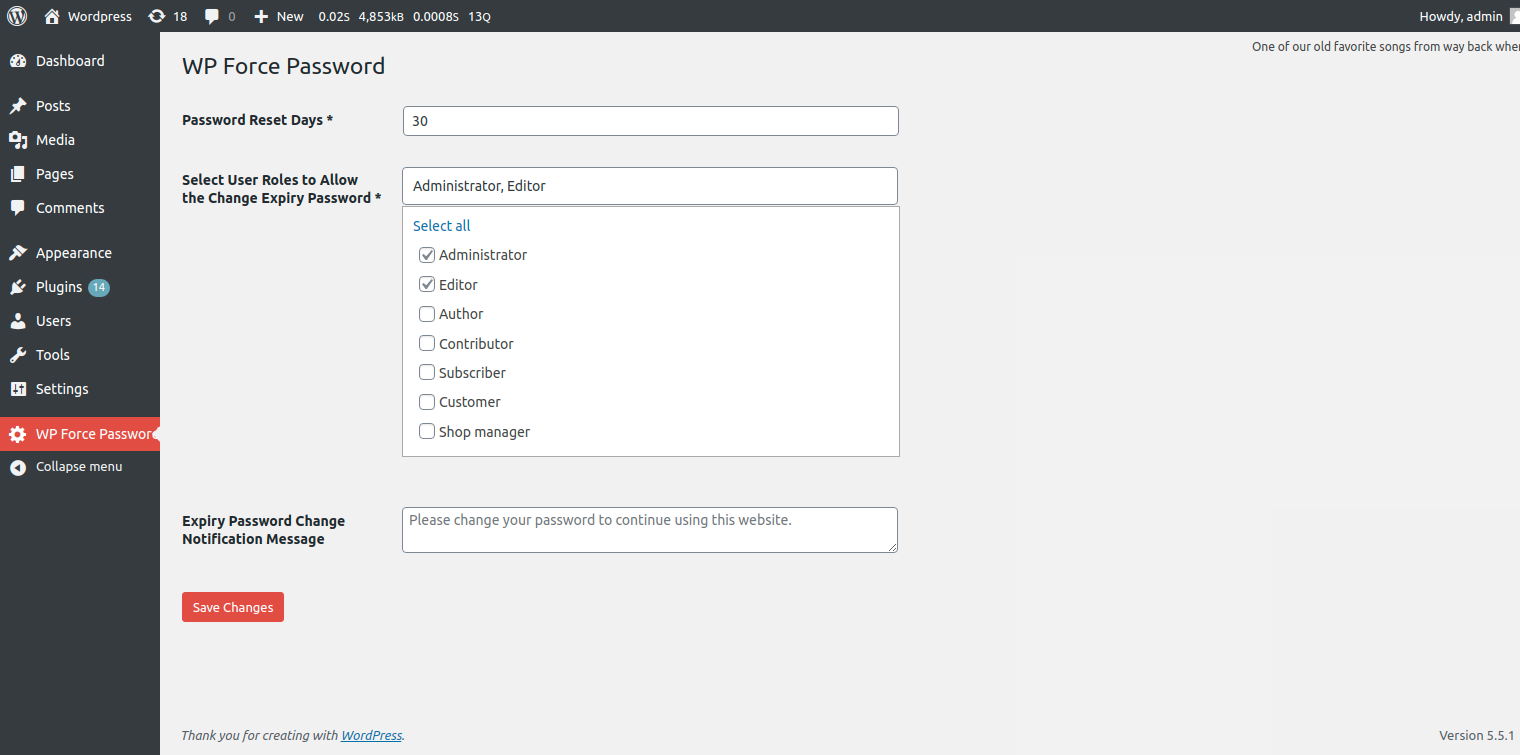 Wordpress 18 0 New 0.02S 4,853KB 0.0008S 13Q Howdy, admin
One of our old favorite songs from way back
Dashboard
Posts
Media
Pages
Comments
Appearance
Plugins 14
Users
Tools
Settings
WP Force Password
Collapse menu
WP Force Password
Password Reset Days *
30
Select User Roles to Allow
the Change Expiry Password *
Administrator, Editor
Select all
Administrator
Editor
Author
Contributor
Subscriber
Customer
Shop manager
Expiry Password Change
Notification Message
Please change your password to continue using this website.
Save Changes
Thank you for creating with WordPress.
Version 5.5.1